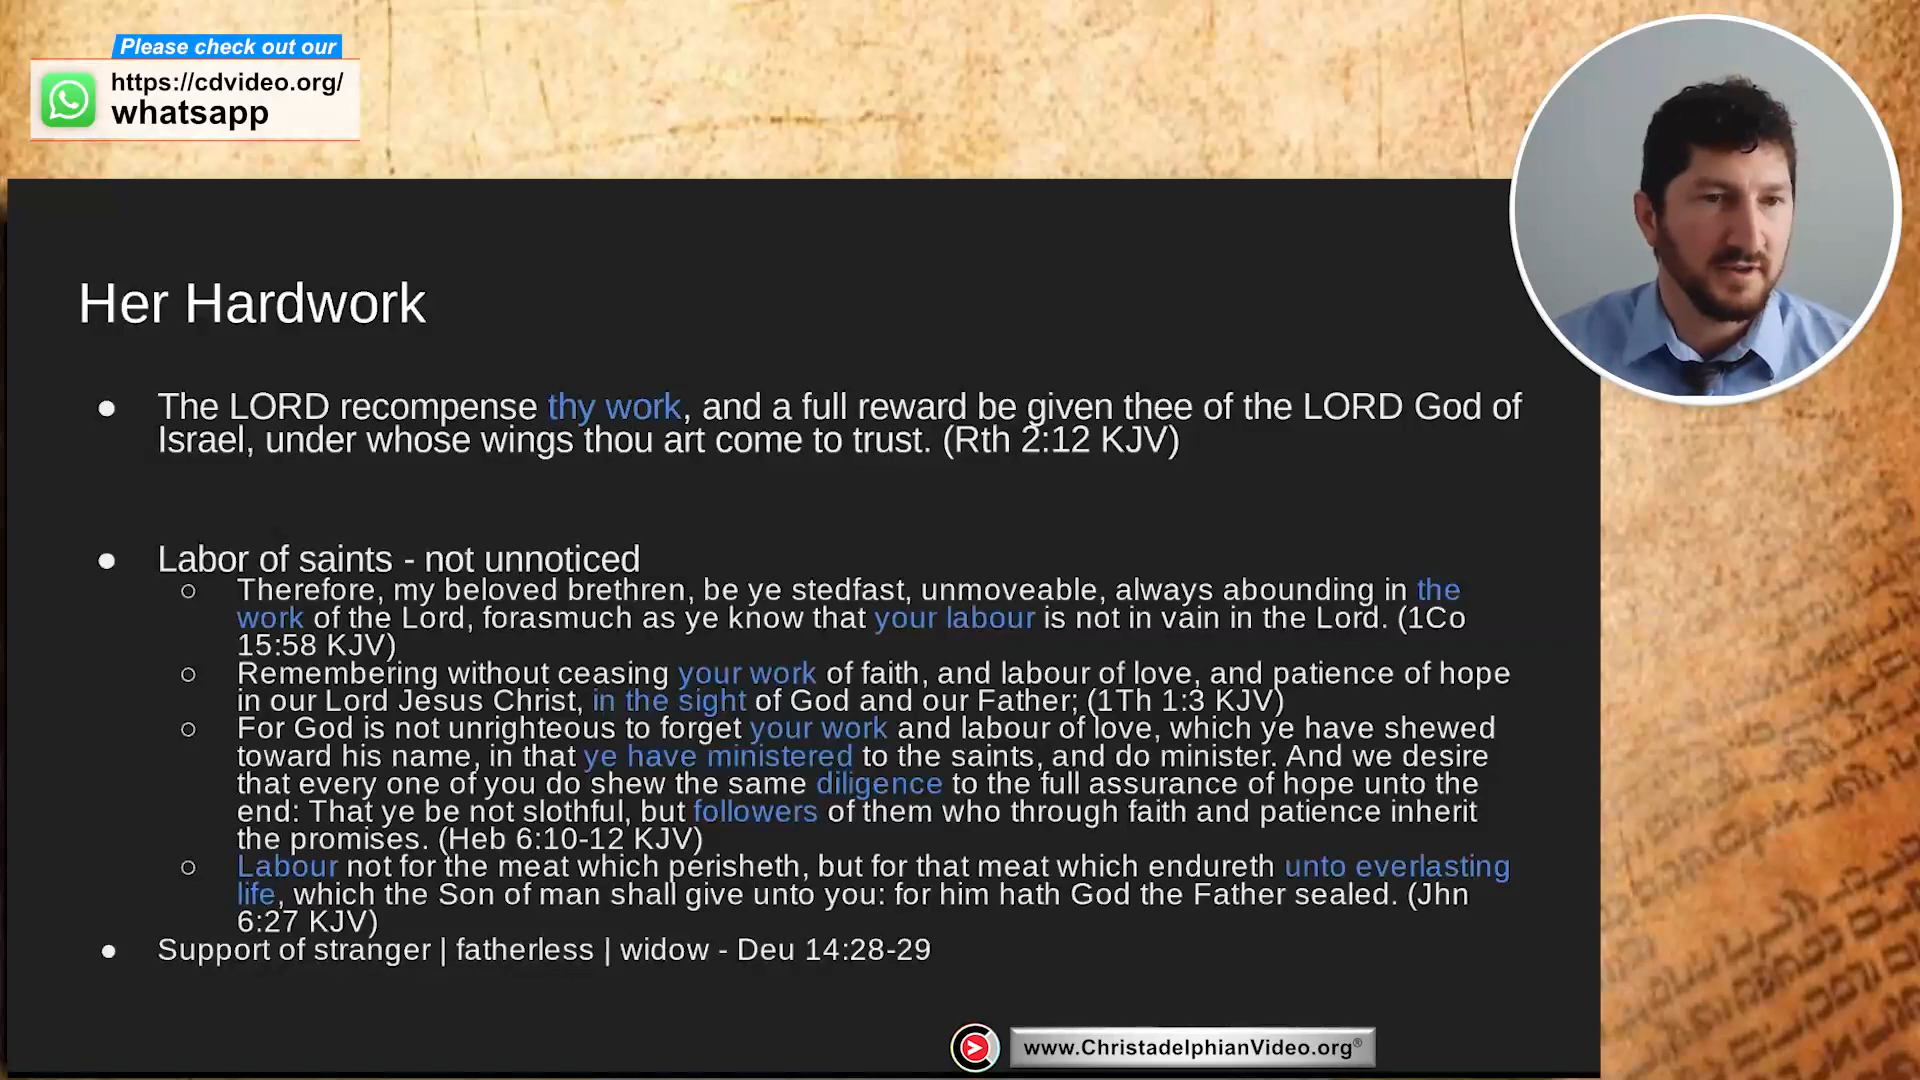 Please check out our
https://cdvideo.org/
whatsapp
Her Hardwork
● The LORD recompense thy work, and a full reward be given thee of the LORD God of
Israel, under whose wings thou art come to trust. (Rth 2:12 KJV)
● Labor of saints - not unnoticed
○ Therefore, my beloved brethren, be ye stedfast, unmoveable, always abounding in the
work of the Lord, forasmuch as ye know that your labour is not in vain in the Lord. (1Co
15:58 KJV)
○ Remembering without ceasing your work of faith, and labour of love, and patience of hope
in our Lord Jesus Christ, in the sight of God and our Father; (1Th 1:3 KJV)
○ For God is not unrighteous to forget your work and labour of love, which ye have shewed
toward his name, in that ye have ministered to the saints, and do minister. And we desire
that every one of you do shew the same diligence to the full assurance of hope unto the
end: That ye be not slothful, but followers of them who through faith and patience inherit
the promises. (Heb 6:10-12 KJV)
○ Labour not for the meat which perisheth, but for that meat which endureth unto everlasting
life, which the Son of man shall give unto you: for him hath God the Father sealed. (Jhn
6:27 KJV)
● Support of stranger | fatherless | widow - Deu 14:28-29
www.ChristadelphianVideo.org®